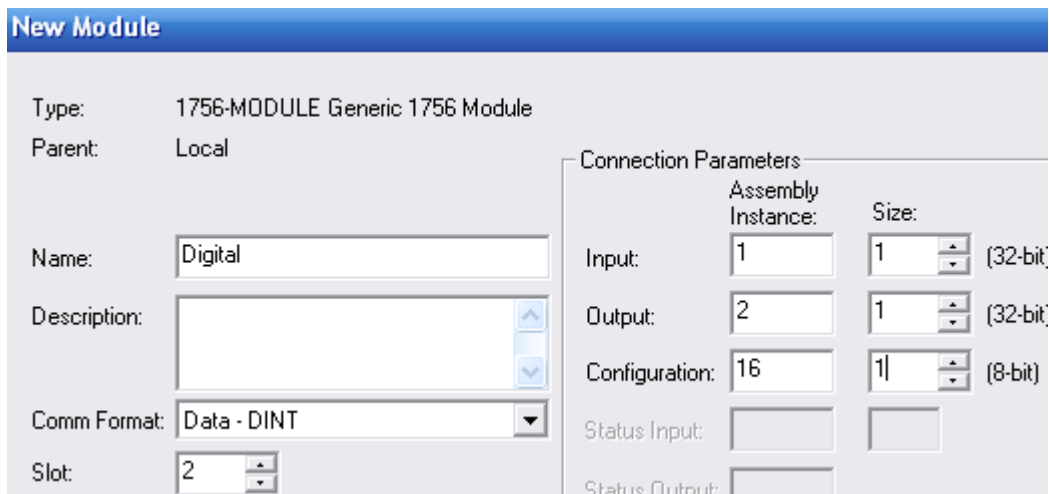 New Module
Type: 1756-MODULE Generic 1756 Module
Parent: Local
Connection Parameters
Assembly
Instance: Size:
Name: Digital
Input: 1 1 (32-bit)
Description:
Output: 2 1 (32-bit)
Configuration: 16 1 (8-bit)
Comm Format: Data - DINT
Status Input:
Slot: 2
Status Output: